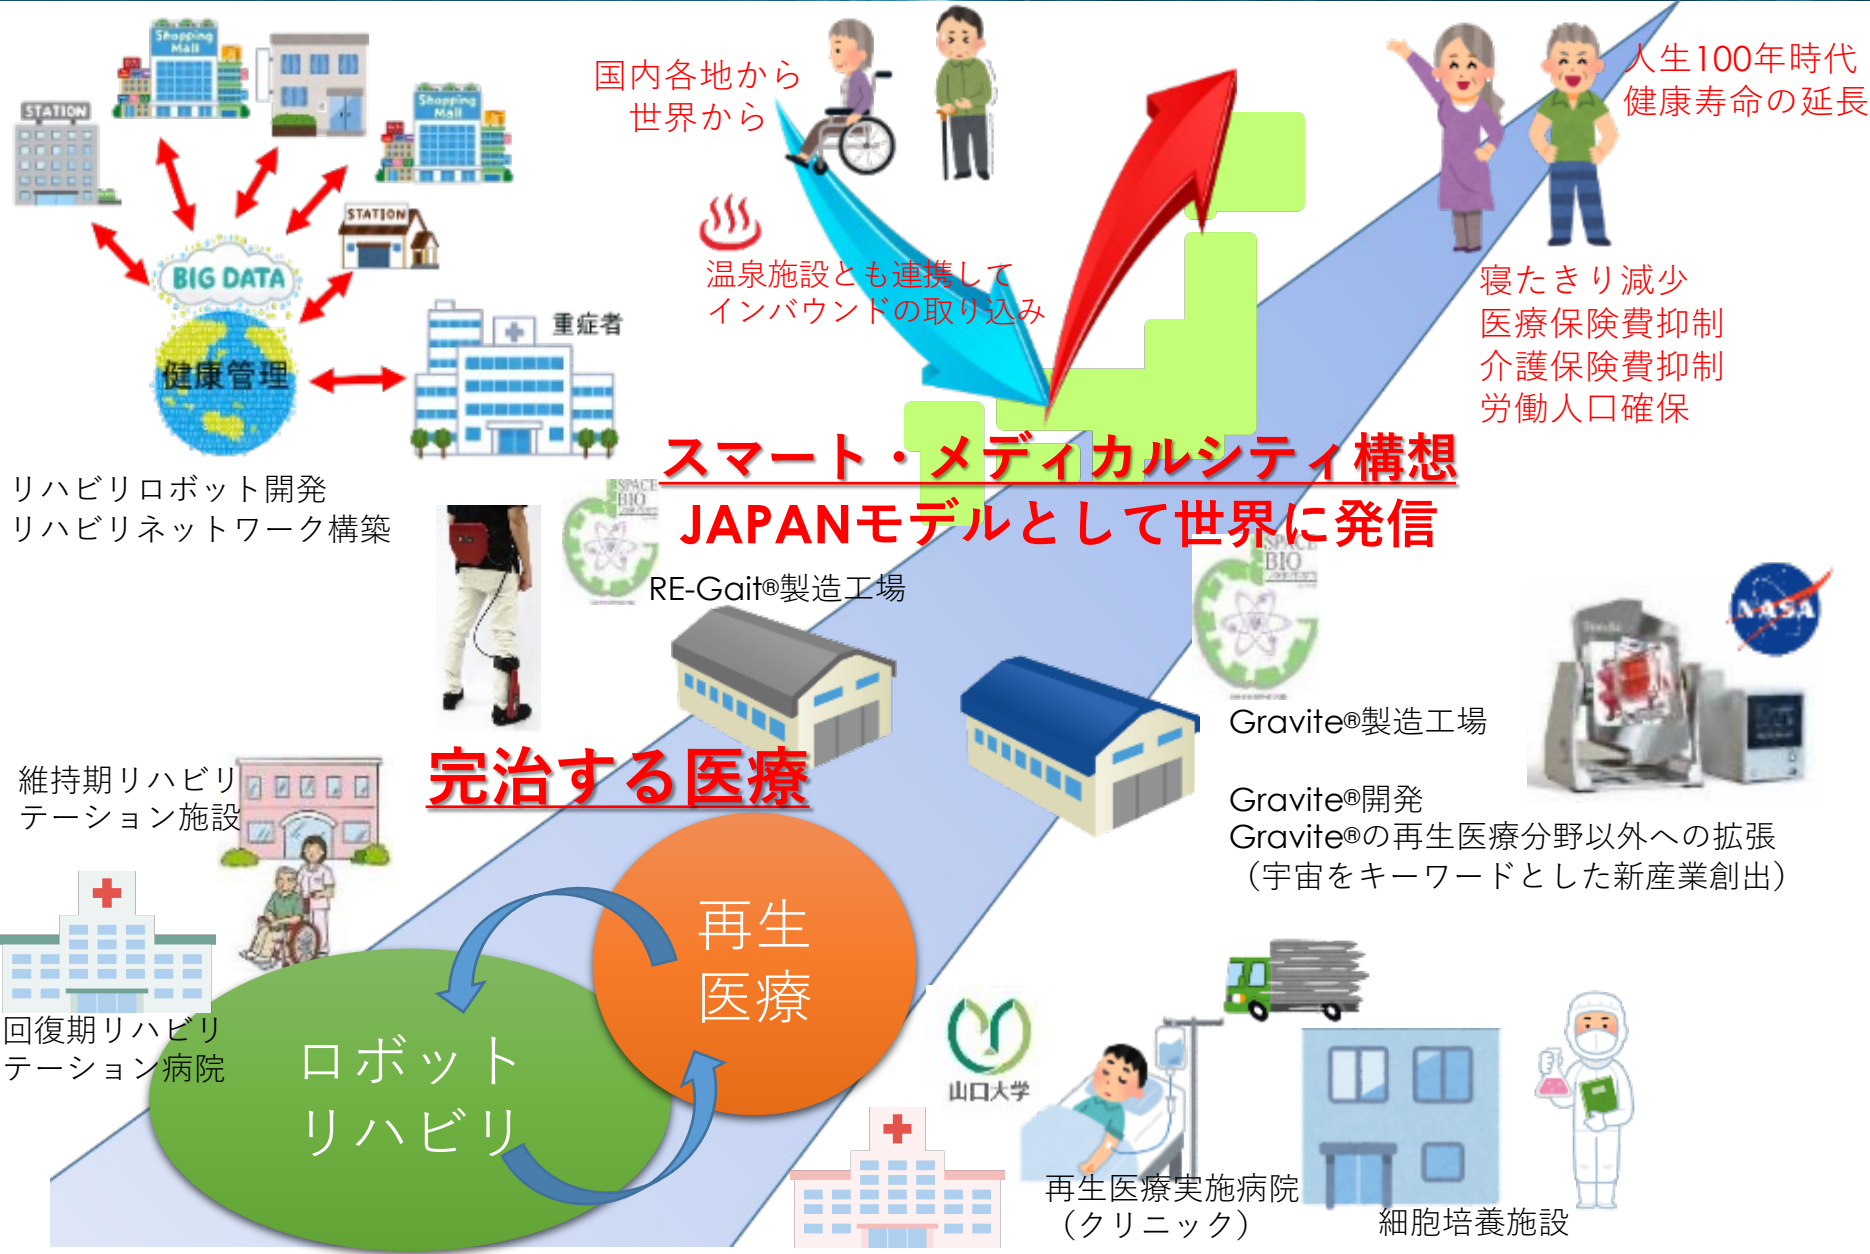 Shopping
Mall
STATION
Shopping
Mall
STATION
BIG DATA
健康管理
重症者
リハビリロボット開発
リハビリネットワーク構築
国内各地から
世界から
温泉施設とも連携して
インバウンドの取り込み
人生100年時代
健康寿命の延長
寝たきり減少
医療保険費抑制
介護保険費抑制
労働人口確保
スマート・メディカルシティ構想
JAPANモデルとして世界に発信
SPACE
BIO
RE-Gait®製造工場
SPACE
BIO
NASA
Gravite®製造工場
Gravite®開発
Gravite®の再生医療分野以外への拡張
（宇宙をキーワードとした新産業創出）
完治する医療
維持期リハビリ
テーション施設
回復期リハビリ
テーション病院
再生
医療
ロボット
リハビリ
山口大学
再生医療実施病院
（クリニック）
細胞培養施設